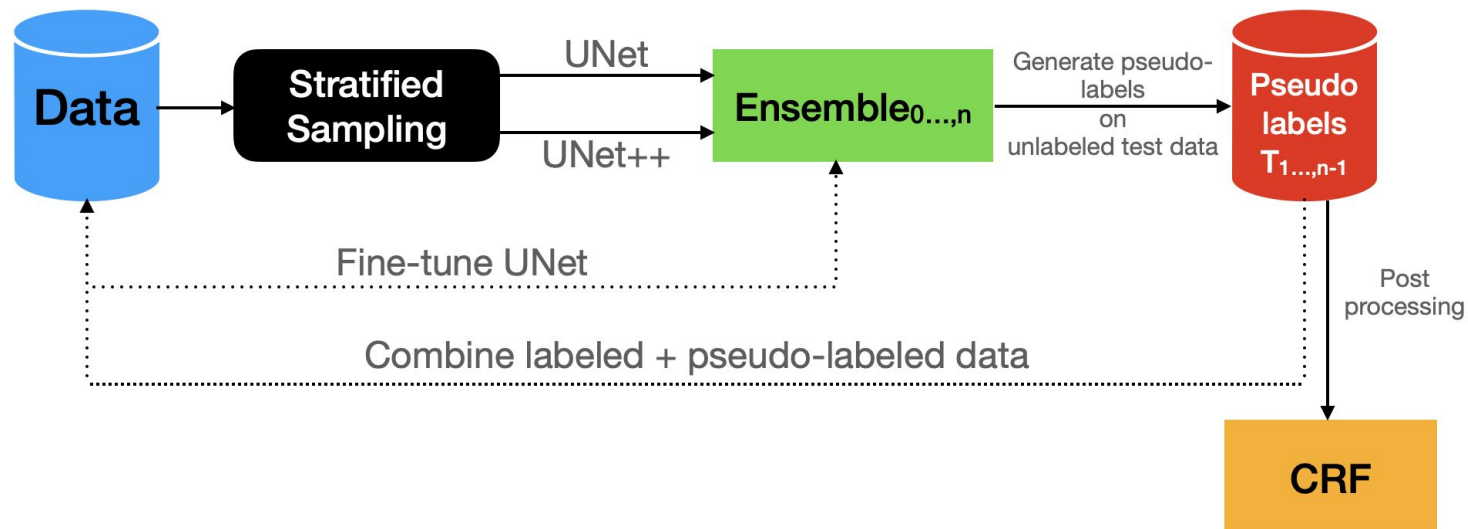 Data
Stratified
Sampling
UNet
UNet++
Ensemble0...,n
Generate pseudo-
labels
on
unlabeled test data
Pseudo
labels
T1...,n-1
Fine-tune UNet
Post
processing
Combine labeled + pseudo-labeled data
CRF